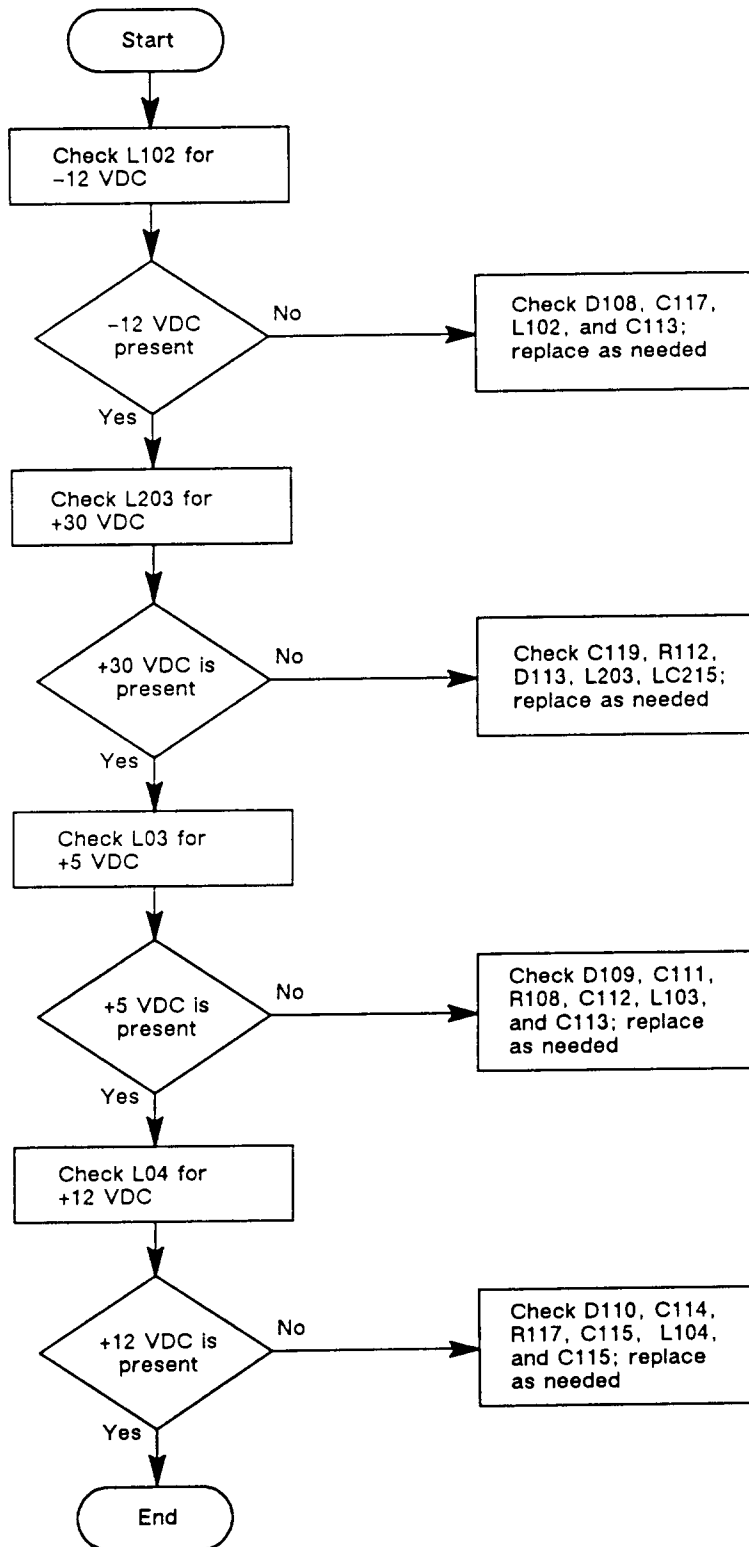 Start
Check L102 for
–12 VDC
–12 VDC
present
No
Check D108, C117,
L102, and C113;
replace as needed
Yes
Check L203 for
+30 VDC
+30 VDC is
present
No
Check C119, R112,
D113, L203, LC215;
replace as needed
Yes
Check L03 for
+5 VDC
+5 VDC is
present
No
Check D109, C111,
R108, C112, L103,
and C113; replace
as needed
Yes
Check L04 for
+12 VDC
+12 VDC is
present
No
Check D110, C114,
R117, C115, L104,
and C115; replace
as needed
Yes
End